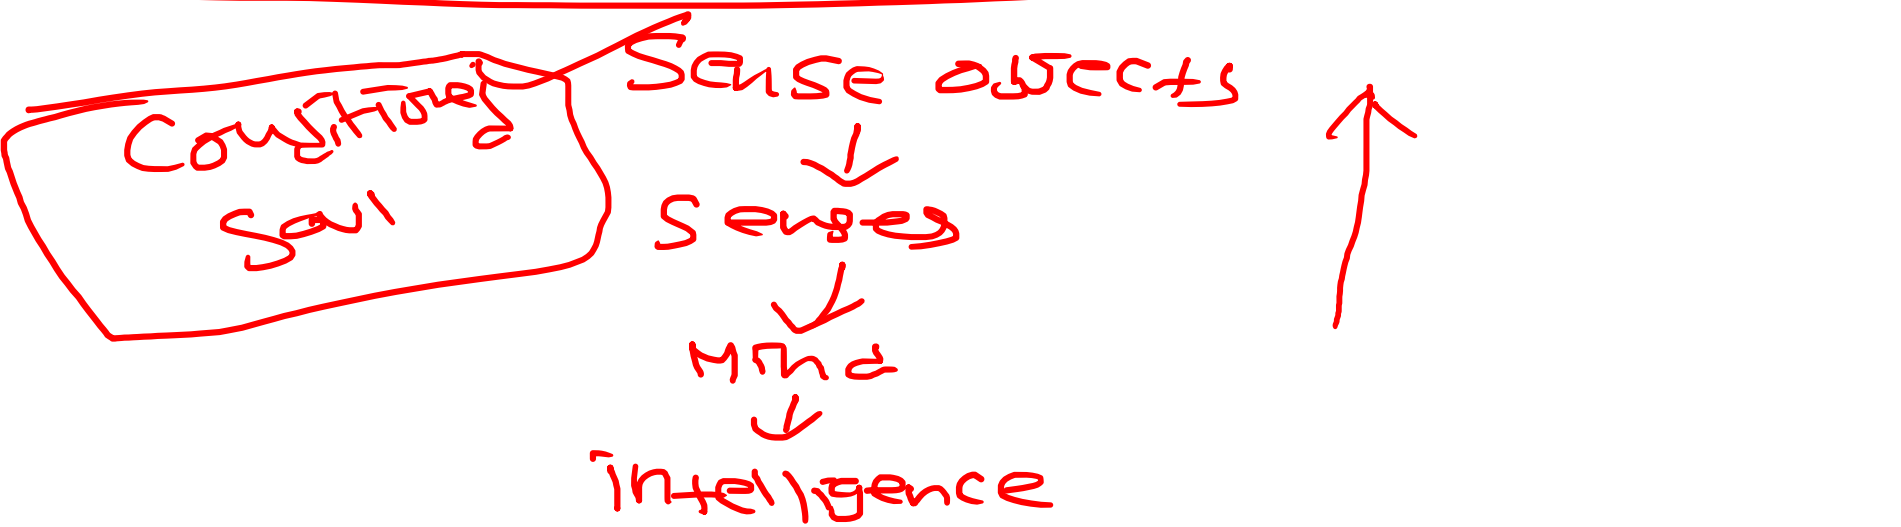 Sense objects
Conditioned
Soul
Senses
Mind
intelligence